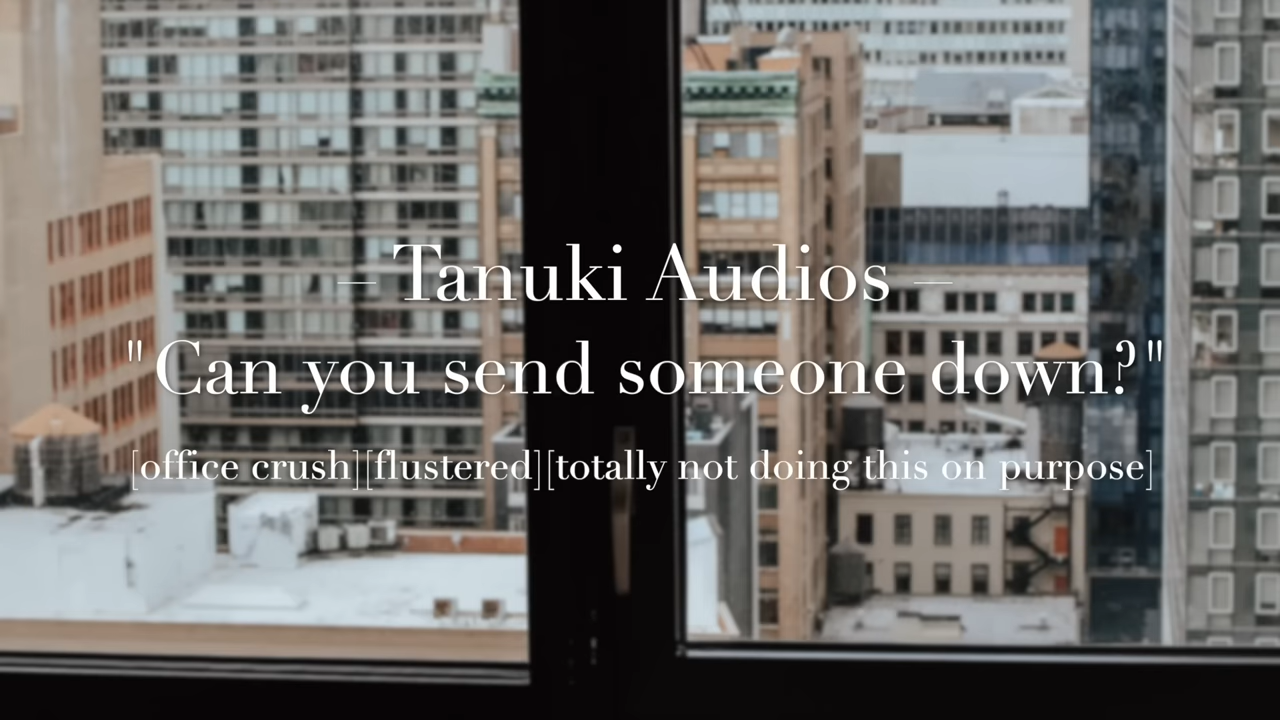 — Tanuki Audios —
"Can you send someone down?"
[office crush][flustered][totally not doing this on purpose]